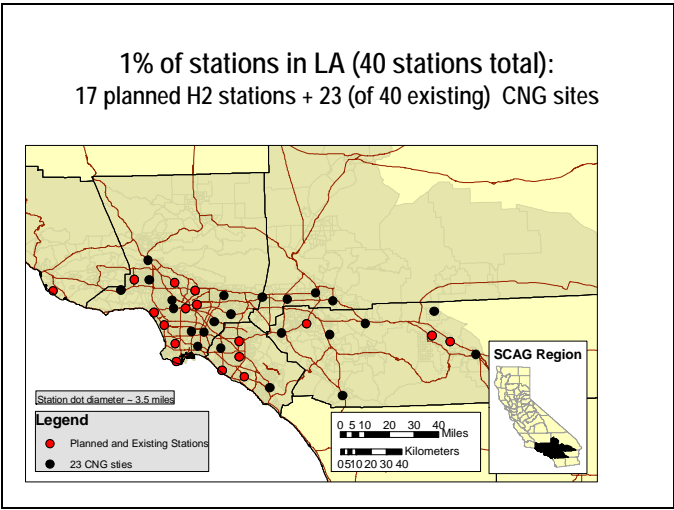 1% of stations in LA (40 stations total):
17 planned H2 stations + 23 (of 40 existing) CNG sites
SCAG Region
Station dot diameter ~ 3.5 miles
Legend
Planned and Existing Stations
23 CNG sties
0 5 10 20 30 40
Miles
Kilometers
0510 20 30 40